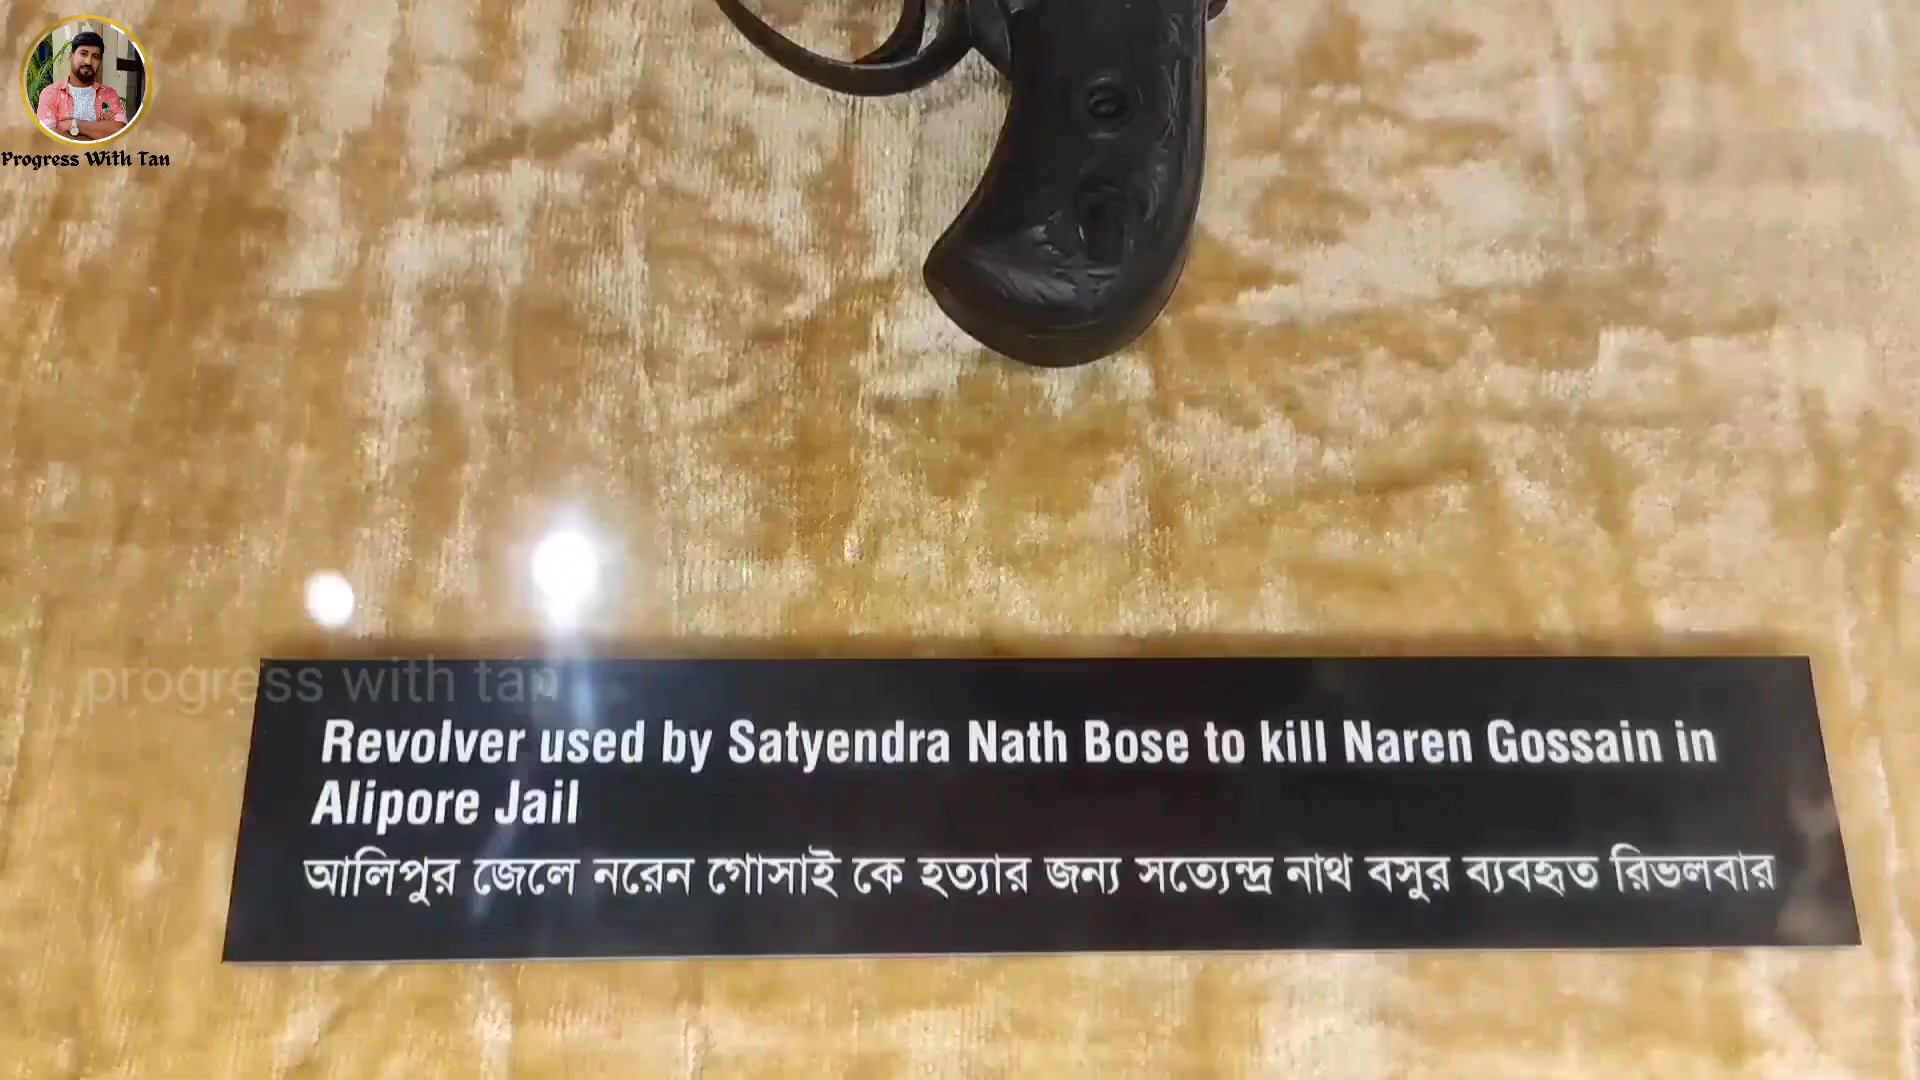 Progress With Tan
progress with tan
Revolver used by Satyendra Nath Bose to kill Naren Gossain in
Alipore Jail
আলিপুর জেলে নরেন গোসাই কে হত্যার জন্য সত্যেন্দ্র নাথ বসুর ব্যবহৃত রিভলবার